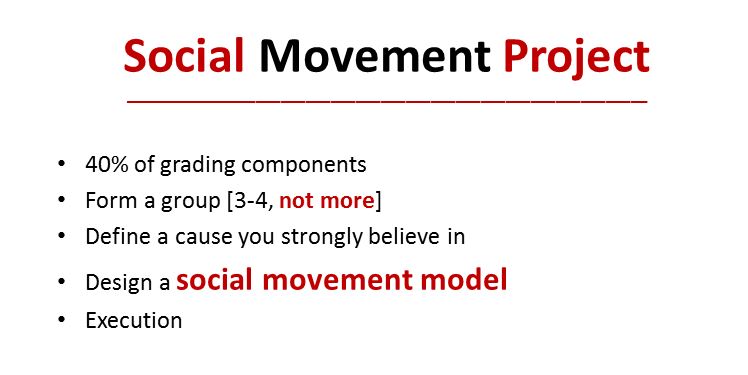 Social Movement Project
• 40% of grading components
• Form a group [3-4, not more]
• Define a cause you strongly believe in
• Design a social movement model
• Execution